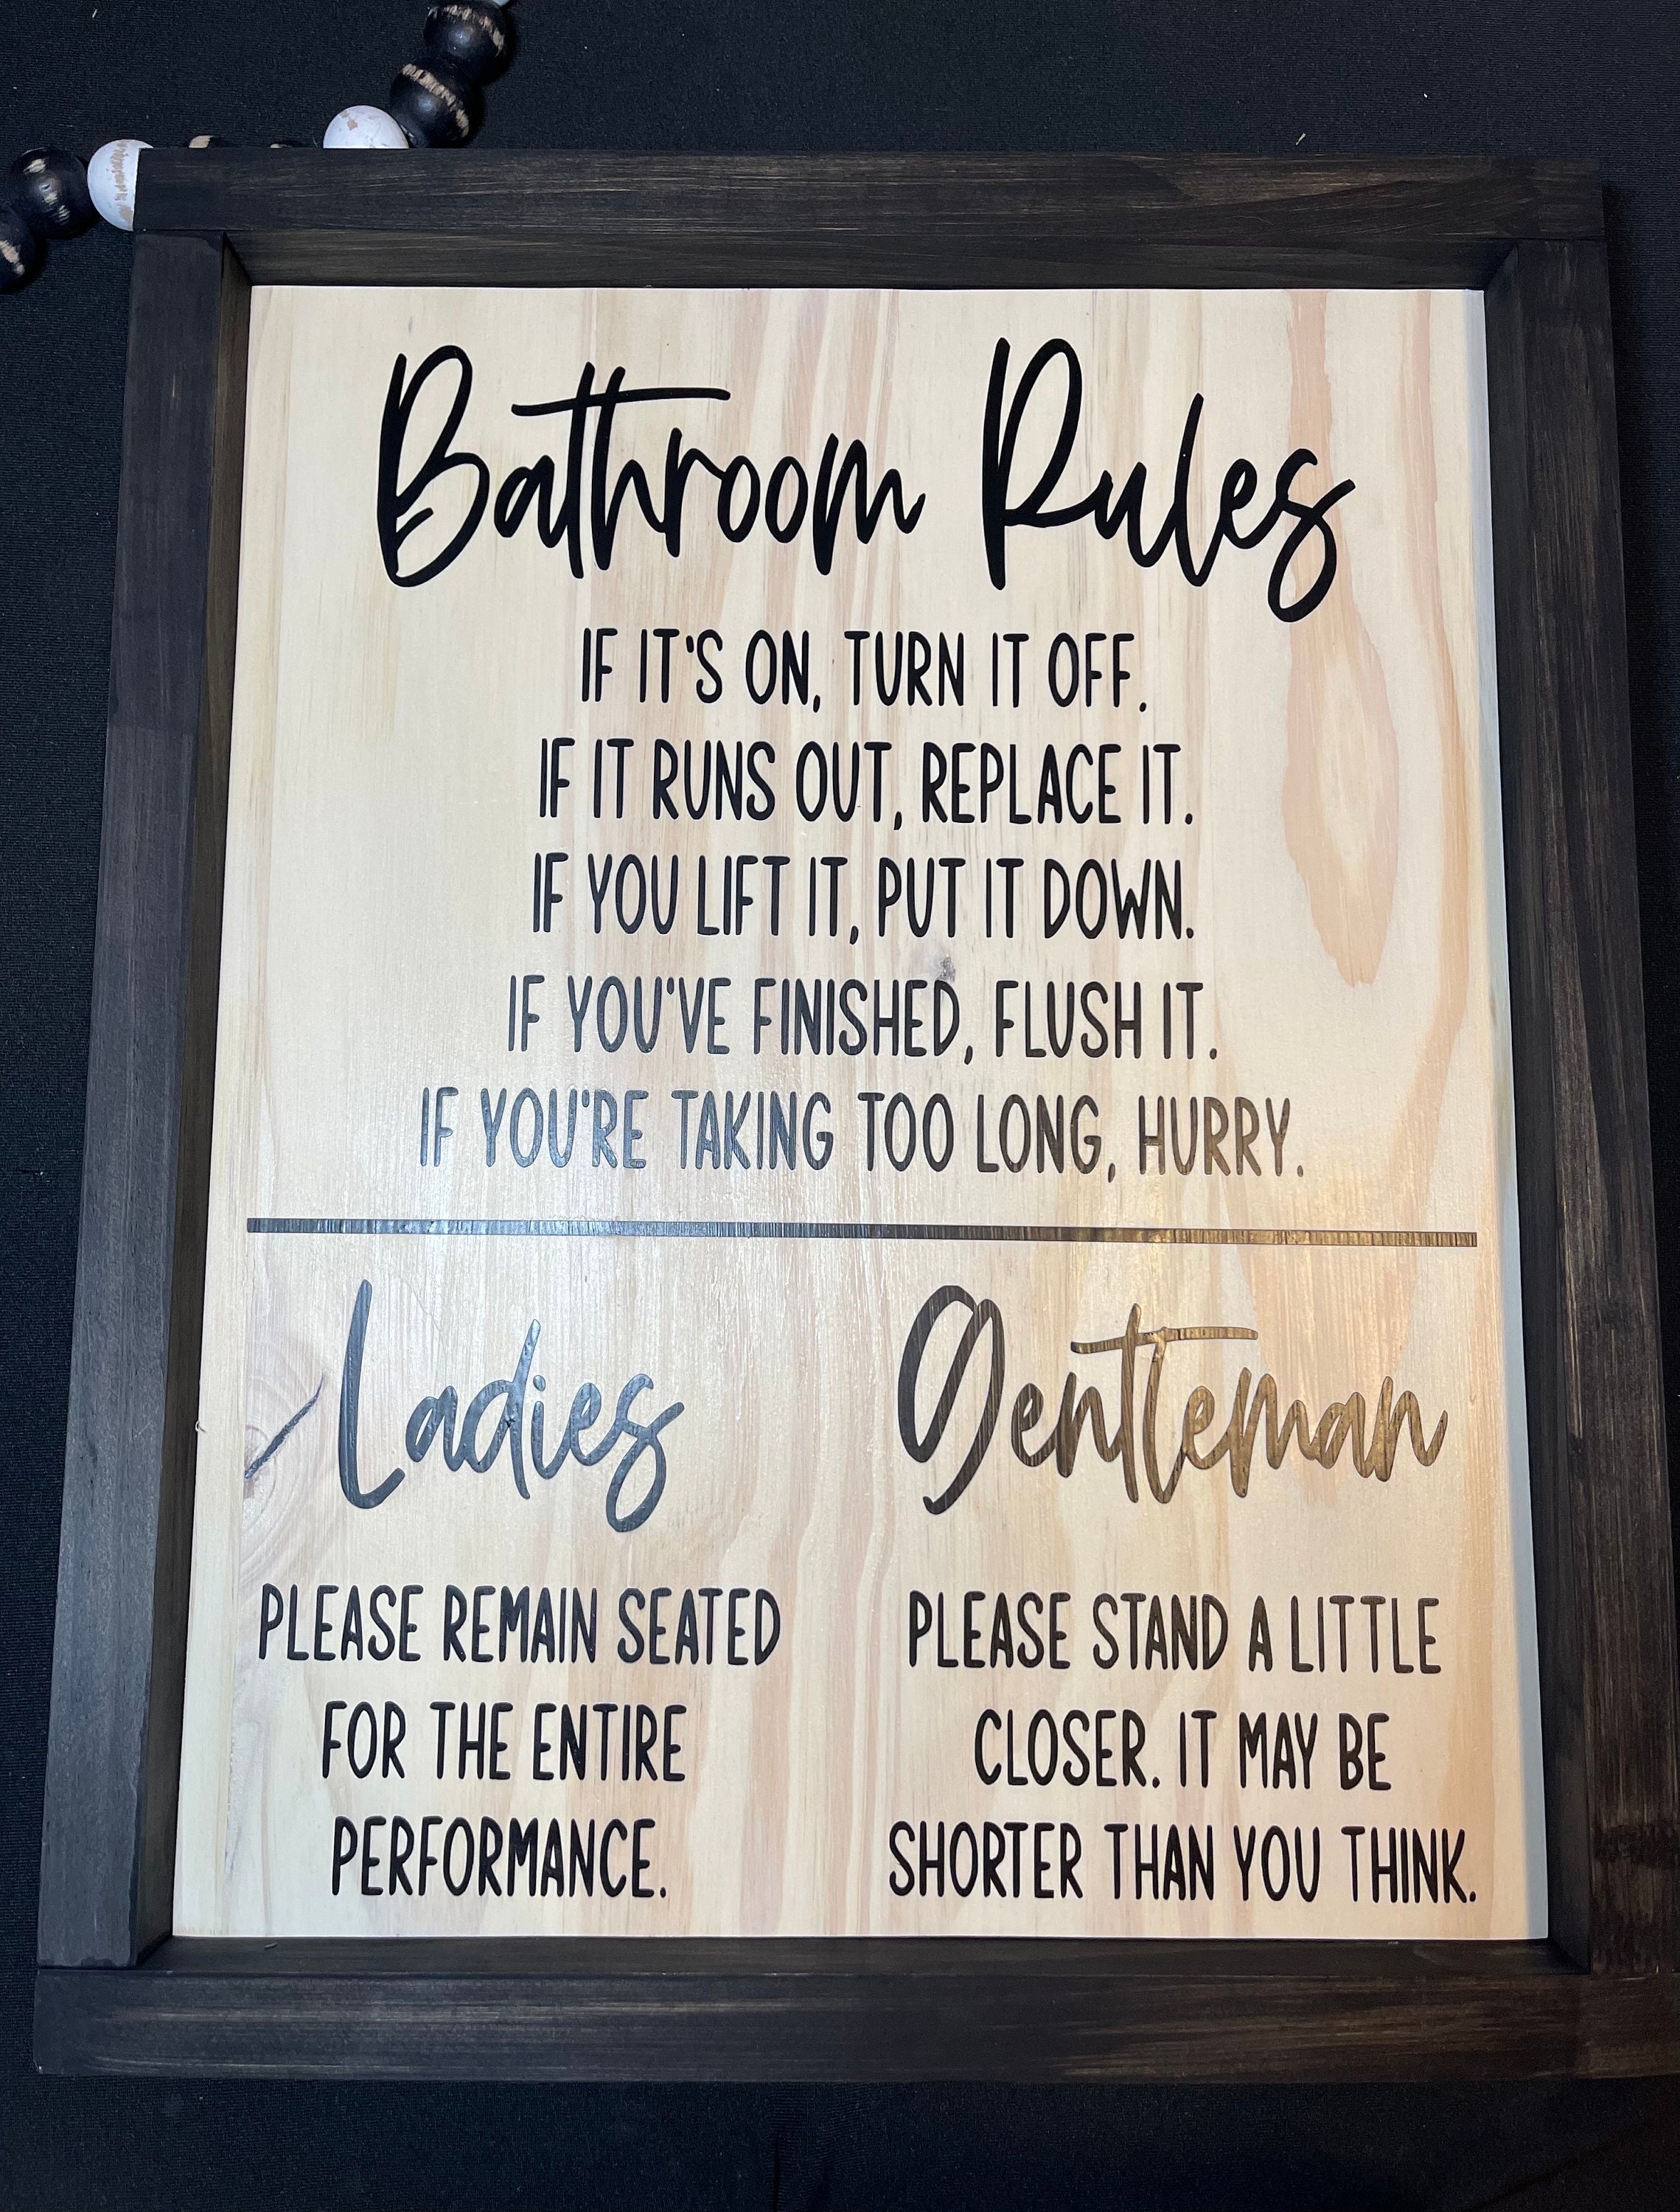 Bathroom Rules
IF IT'S ON, TURN IT OFF.
IF IT RUNS OUT, REPLACE IT.
IF YOU LIFT IT, PUT IT DOWN.
IF YOU'VE FINISHED, FLUSH IT.
IF YOU'RE TAKING TOO LONG, HURRY.
Ladies
PLEASE REMAIN SEATED
FOR THE ENTIRE
PERFORMANCE.
Gentleman
PLEASE STAND A LITTLE
CLOSER. IT MAY BE
SHORTER THAN YOU THINK.